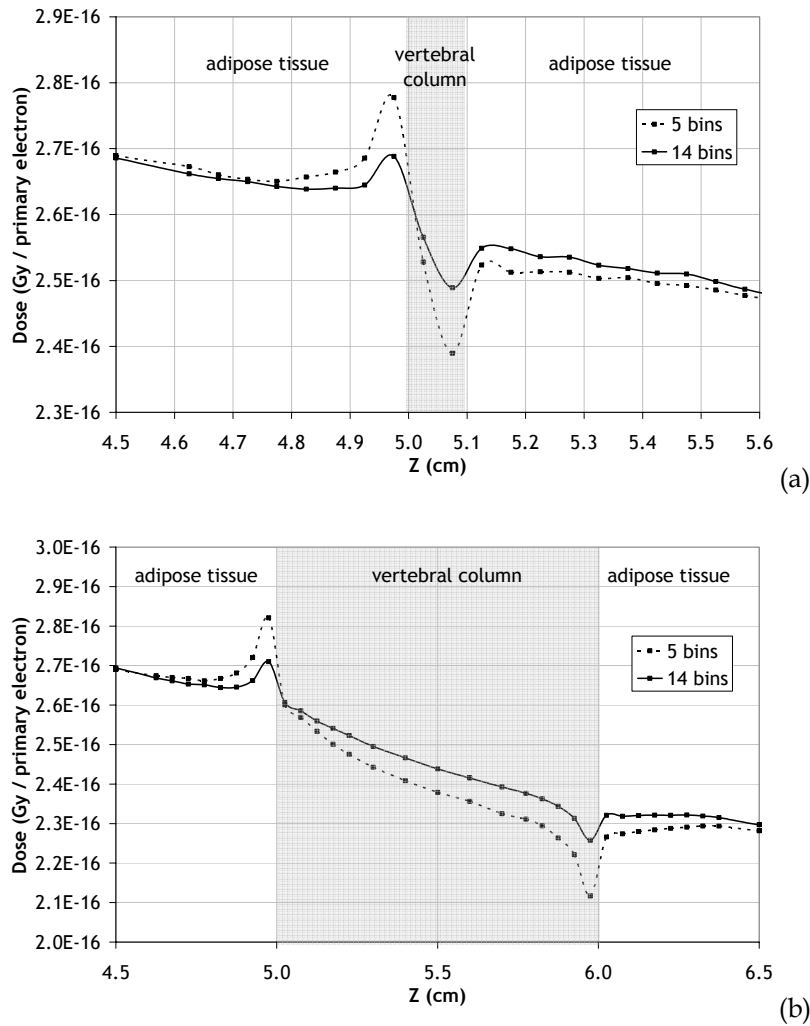 2.9E-16
2.8E-16
2.7E-16
2.6E-16
2.5E-16
2.4E-16
2.3E-16
Dose (Gy / primary electron)
adipose tissue
vertebral
column
adipose tissue
5 bins
14 bins
4.5 4.6 4.7 4.8 4.9 5.0 5.1 5.2 5.3 5.4 5.5 5.6
Z (cm)
(a)
3.0E-16
2.9E-16
2.8E-16
2.7E-16
2.6E-16
2.5E-16
2.4E-16
2.3E-16
2.2E-16
2.1E-16
2.0E-16
Dose (Gy / primary electron)
adipose tissue
vertebral column
adipose tissue
5 bins
14 bins
4.5 5.0 5.5 6.0 6.5
Z (cm)
(b)